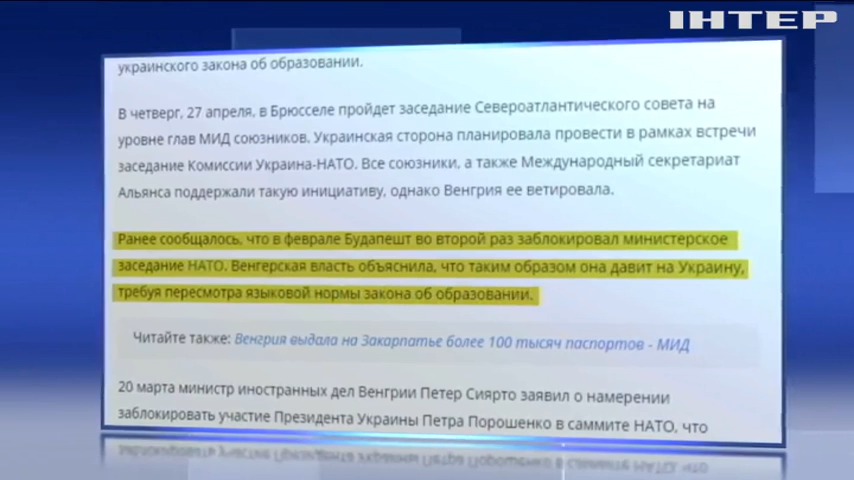 ІНТЕР
украинского закона об образовании.
В четверг, 27 апреля, в Брюсселе пройдет заседание Североатлантического совета на
уровне глав МИД союзников. Украинская сторона планировала провести в рамках встречи
заседание Комиссии Украина-НАТО. Все союзники, а также Международный секретариат
Альянса поддержали такую инициативу, однако Венгрия ее ветировала.
Ранее сообщалось, что в феврале Будапешт во второй раз заблокировал министерское
заседание НАТО. Венгерская власть объяснила, что таким образом она давит на Украину,
требуя пересмотра языковой нормы закона об образовании.
Читайте также: Венгрия выдала на Закарпатье более 100 тысяч паспортов - МИД
20 марта министр иностранных дел Венгрии Петер Сиярто заявил о намерении
заблокировать участие Президента Украины Петра Порошенко в саммите НАТО, что